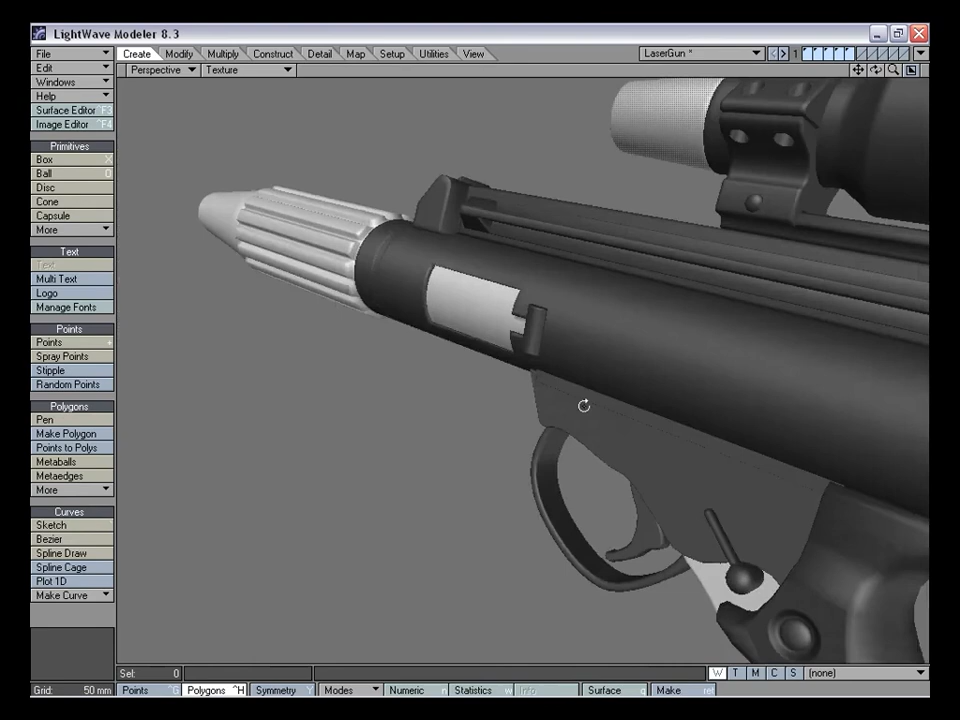 LightWave Modeler 8.3
File
Create Modify Multiply Construct Detail Map Setup Utilities View LaserGun * 1
Edit
Perspective Texture
Windows
Help
Surface Editor F3
Image Editor ^F4
Primitives
Box X
Ball O
Disc
Cone
Capsule
More
Text
Text
Multi Text
Logo
Manage Fonts
Points
Points +
Spray Points
Stipple
Random Points
Polygons
Pen
Make Polygon
Points to Polys
Metaballs
Metaedges
More
Curves
Sketch
Bezier
Spline Draw
Spline Cage
Plot 1D
Make Curve
Sel: 0 W T M C S (none)
Grid: 50 mm Points ^G Polygons ^H Symmetry Y Modes Numeric n Statistics w Info i Surface q Make ret